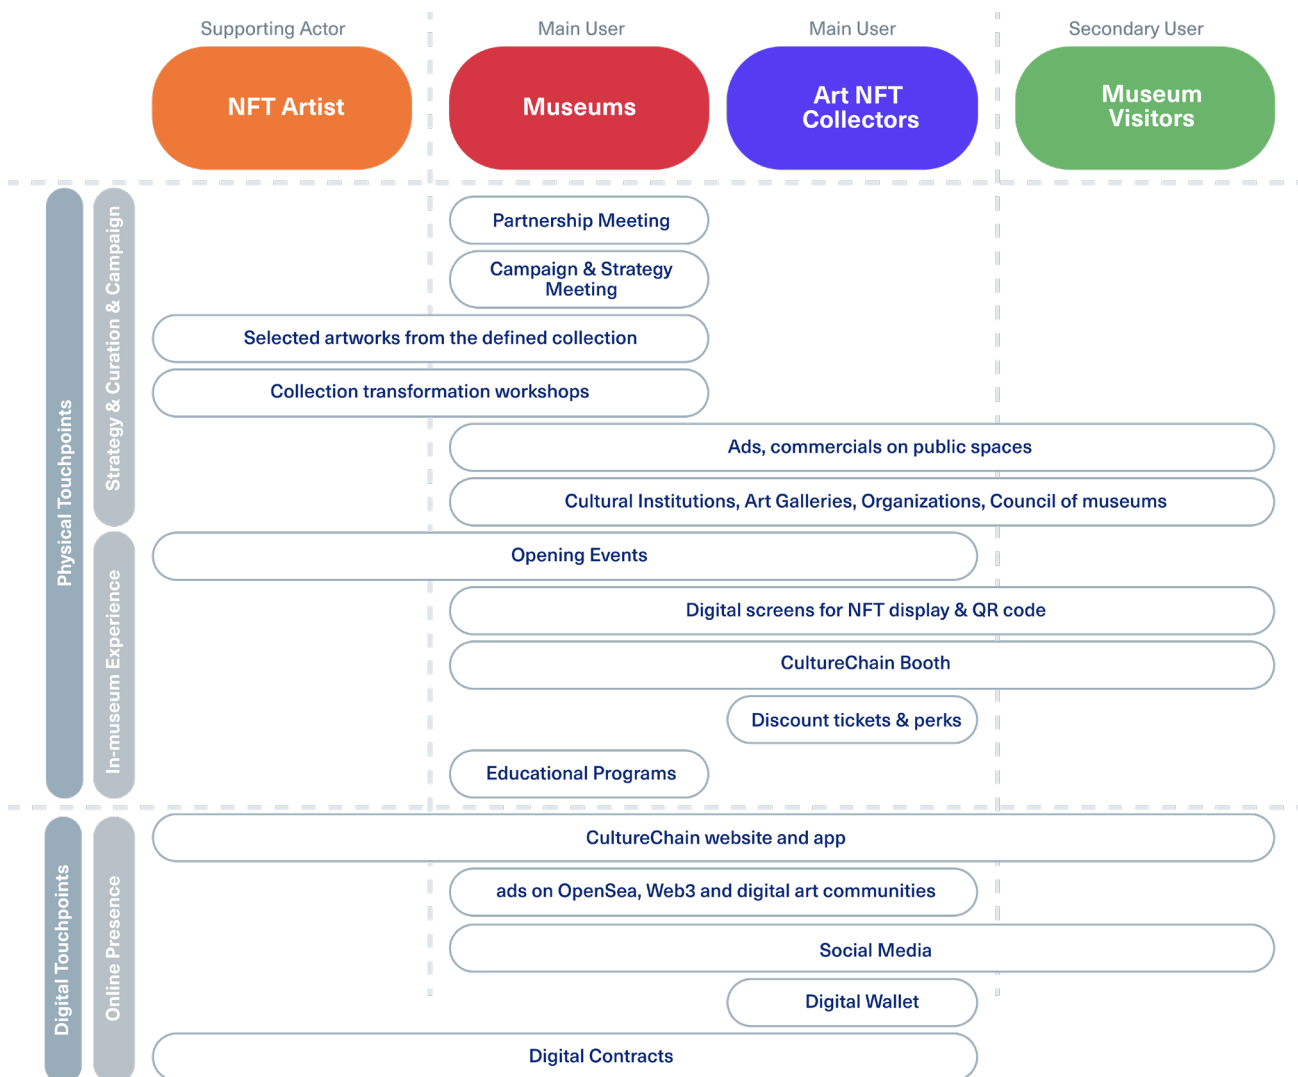 Supporting Actor
Main User
Main User
Secondary User
NFT Artist
Museums
Art NFT
Collectors
Museum
Visitors
Physical Touchpoints
Strategy & Curation & Campaign
Partnership Meeting
Campaign & Strategy
Meeting
Selected artworks from the defined collection
Collection transformation workshops
Ads, commercials on public spaces
Cultural Institutions, Art Galleries, Organizations, Council of museums
In-museum Experience
Opening Events
Digital screens for NFT display & QR code
CultureChain Booth
Discount tickets & perks
Educational Programs
Digital Touchpoints
Online Presence
CultureChain website and app
ads on OpenSea, Web3 and digital art communities
Social Media
Digital Wallet
Digital Contracts